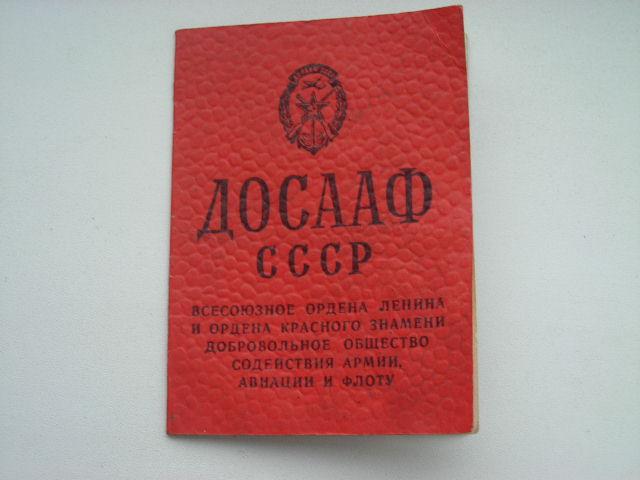 ДОСААФ
СССР
ВСЕСОЮЗНОЕ ОРДЕНА ЛЕНИНА
И ОРДЕНА КРАСНОГО ЗНАМЕНИ
ДОБРОВОЛЬНОЕ ОБЩЕСТВО
СОДЕЙСТВИЯ АРМИИ,
АВИАЦИИ И ФЛОТУ